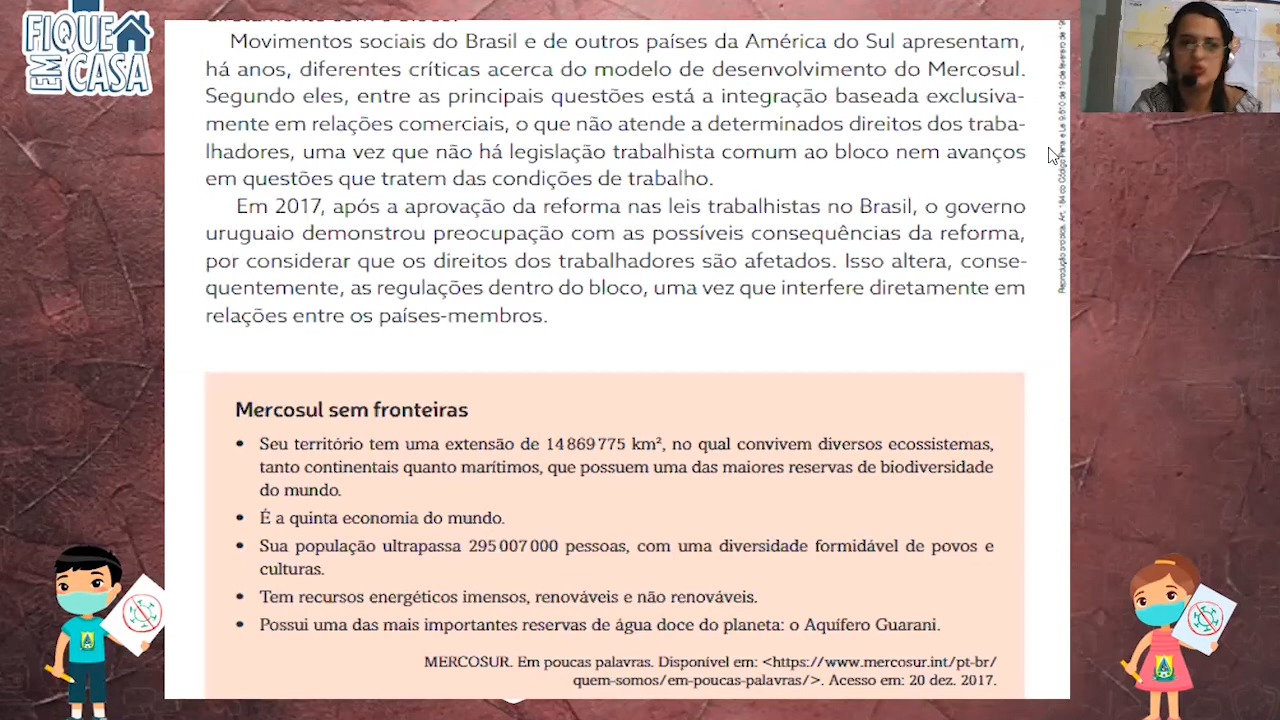 FIQUE
EM
CASA
Movimentos sociais do Brasil e de outros países da América do Sul apresentam,
há anos, diferentes críticas acerca do modelo de desenvolvimento do Mercosul.
Segundo eles, entre as principais questões está a integração baseada exclusiva-
mente em relações comerciais, o que não atende a determinados direitos dos traba-
lhadores, uma vez que não há legislação trabalhista comum ao bloco nem avanços
em questões que tratem das condições de trabalho.
Em 2017, após a aprovação da reforma nas leis trabalhistas no Brasil, o governo
uruguaio demonstrou preocupação com as possíveis consequências da reforma,
por considerar que os direitos dos trabalhadores são afetados. Isso altera, conse-
quentemente, as regulações dentro do bloco, uma vez que interfere diretamente em
relações entre os países-membros.
Mercosul sem fronteiras
• Seu território tem uma extensão de 14 869 775 km², no qual convivem diversos ecossistemas,
tanto continentais quanto marítimos, que possuem uma das maiores reservas de biodiversidade
do mundo.
• É a quinta economia do mundo.
• Sua população ultrapassa 295 007 000 pessoas, com uma diversidade formidável de povos e
culturas.
• Tem recursos energéticos imensos, renováveis e não renováveis.
• Possui uma das mais importantes reservas de água doce do planeta: o Aquífero Guarani.
MERCOSUR. Em poucas palavras. Disponível em: <https://www.mercosur.int/pt-br/
quem-somos/em-poucas-palavras/>. Acesso em: 20 dez. 2017.